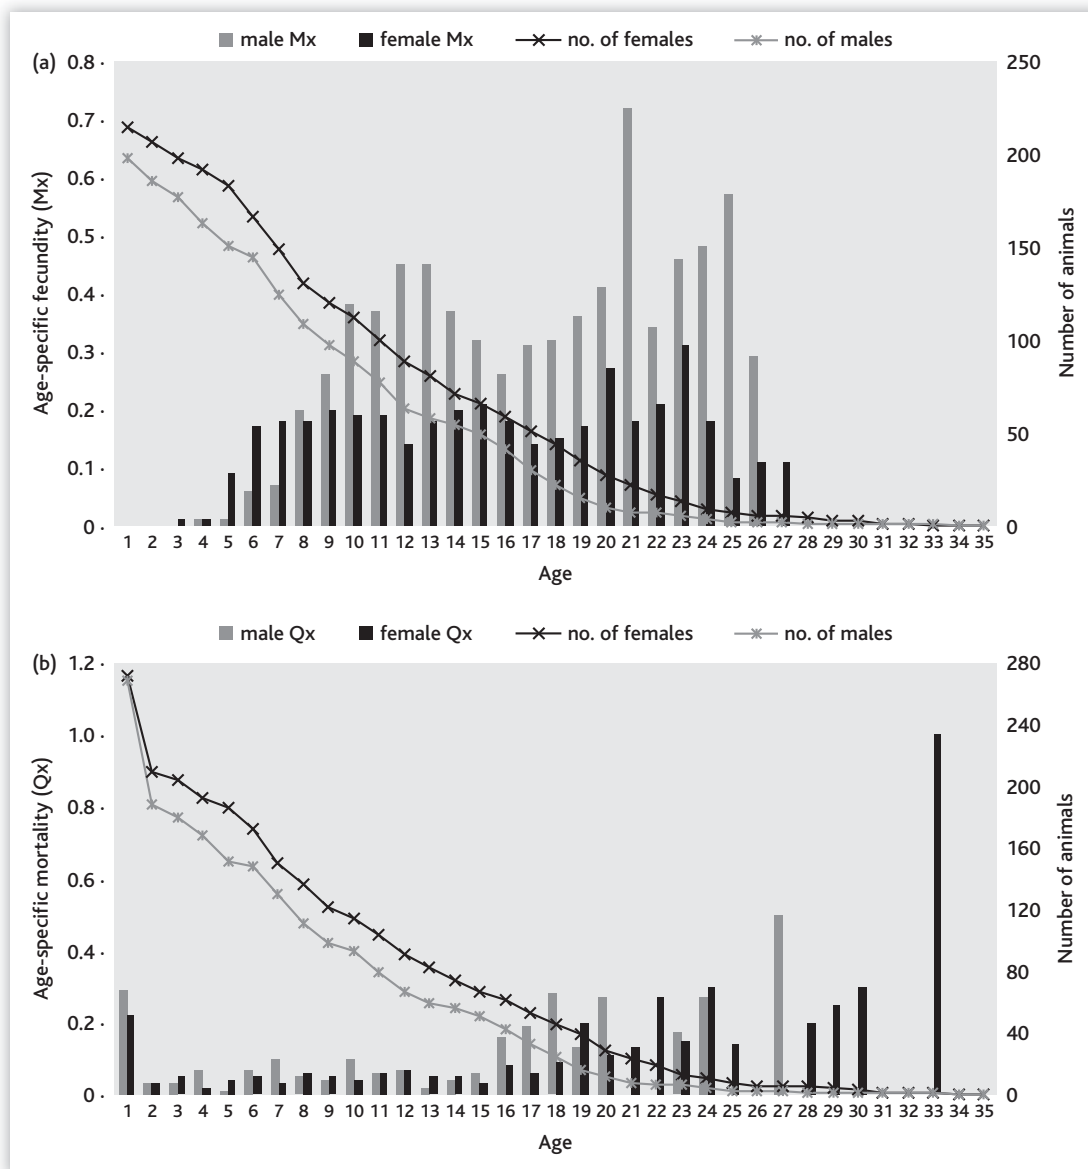 male Mx female Mx no. of females no. of males
(a)
0.8
0.7
0.6
0.5
0.4
0.3
0.2
0.1
0
Age-specific fecundity (Mx)
250
200
150
100
50
0
Number of animals
1 2 3 4 5 6 7 8 9 10 11 12 13 14 15 16 17 18 19 20 21 22 23 24 25 26 27 28 29 30 31 32 33 34 35
Age
male Qx female Qx no. of females no. of males
(b)
1.2
1.0
0.8
0.6
0.4
0.2
0
Age-specific mortality (Qx)
280
240
200
160
120
80
40
0
Number of animals
1 2 3 4 5 6 7 8 9 10 11 12 13 14 15 16 17 18 19 20 21 22 23 24 25 26 27 28 29 30 31 32 33 34 35
Age